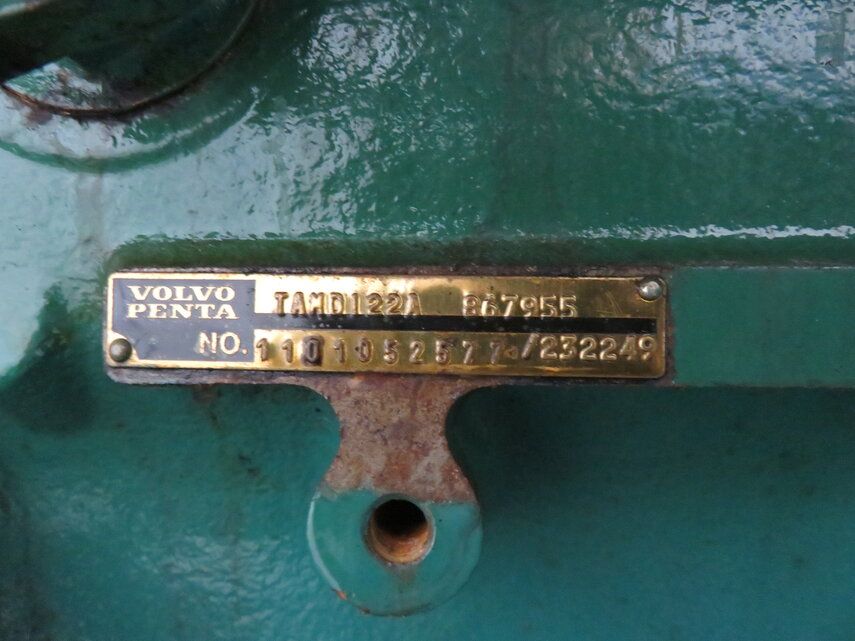 VOLVO PENTA TAMD122A 867955
NO. 1101052577/232249